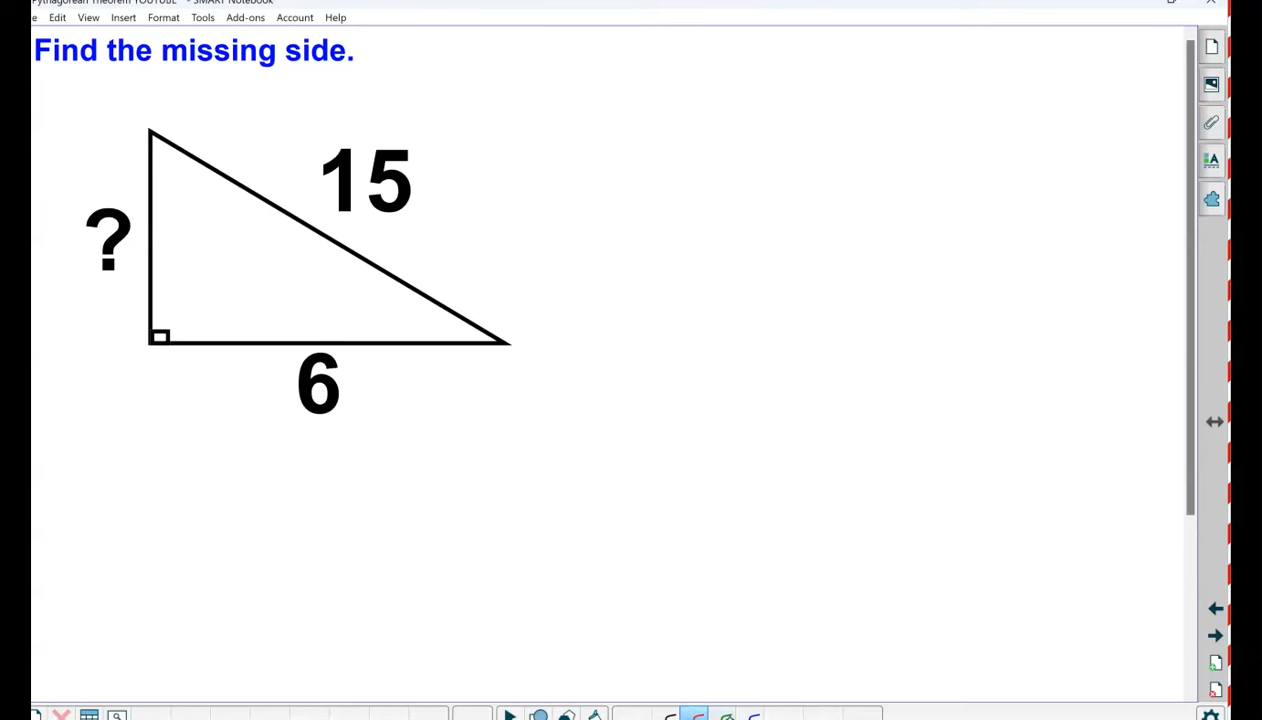 Pythagorean Theorem YOUTUBE * - SMART Notebook
Edit View Insert Format Tools Add-ons Account Help
Find the missing side.
15
?
6